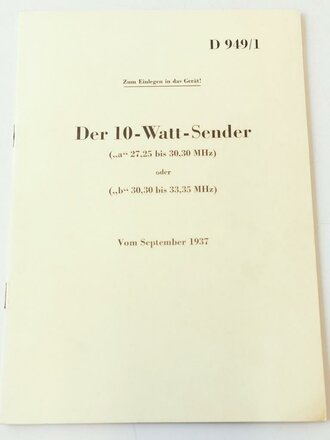 D 949/1
Zum Einlegen in das Gerät!
Der 10-Watt-Sender
(„a“ 27,25 bis 30,30 MHz)
oder
(„b“ 30,30 bis 33,35 MHz)
Vom September 1937